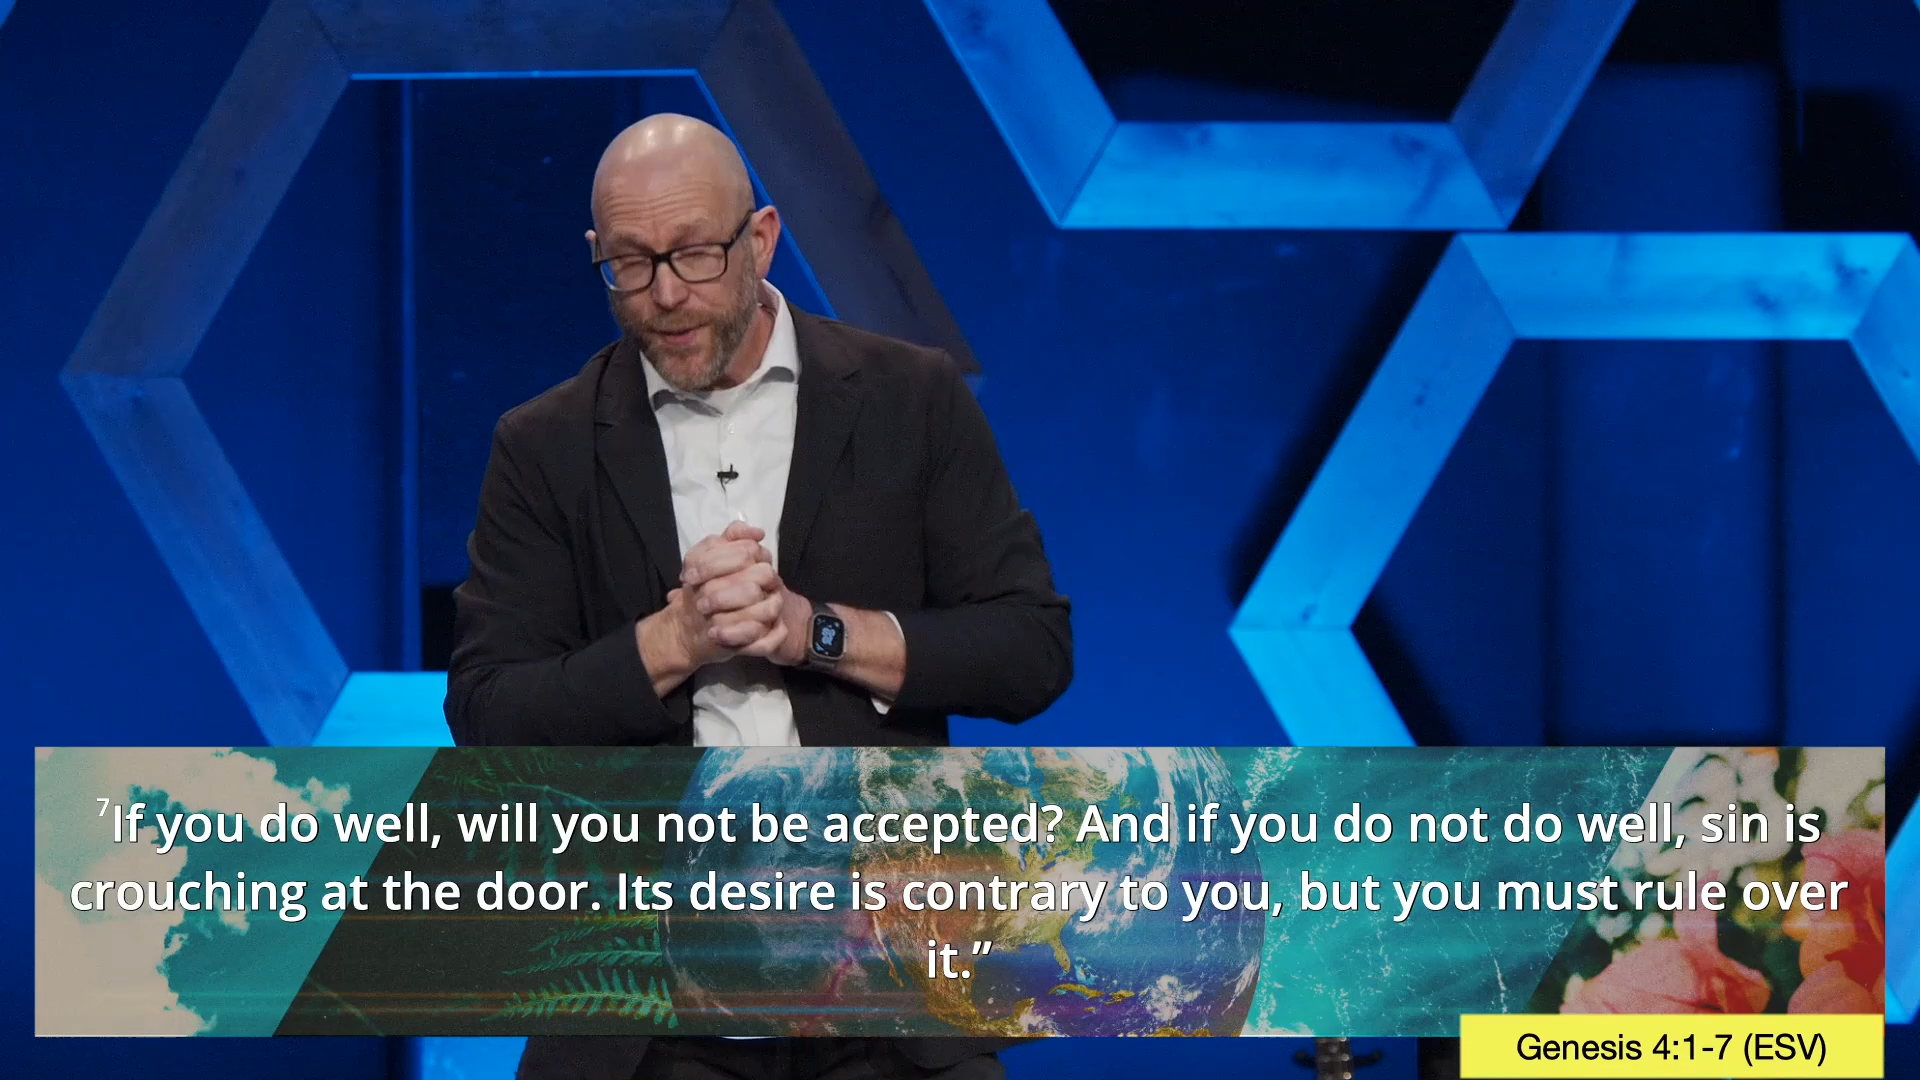 ⁷If you do well, will you not be accepted? And if you do not do well, sin is
crouching at the door. Its desire is contrary to you, but you must rule over
it.”
Genesis 4:1-7 (ESV)